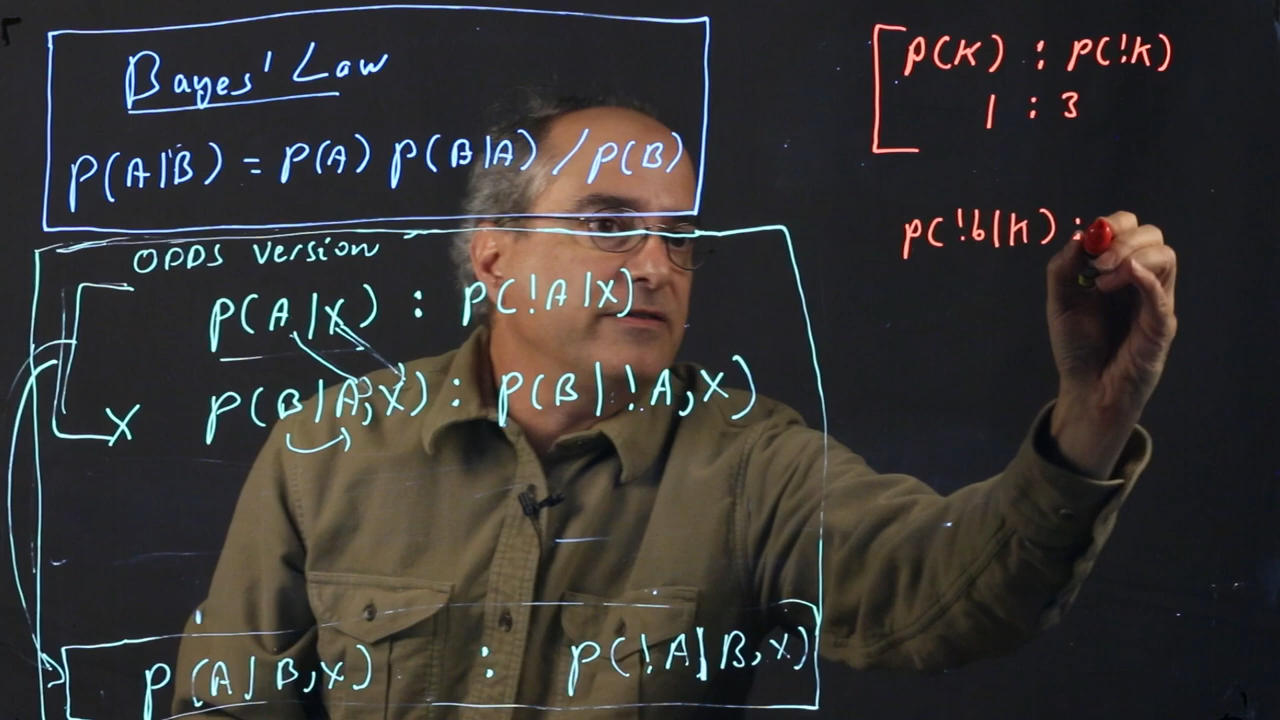 Bayes' Law
P(A|B) = P(A) P(B|A) / P(B)
ODDS version
P(A|X) : P(!A|X)
X P(B|A,X) : P(B|!A,X)
P(A|B,X) : P(!A|B,X)
P(K) : P(!K)
1 : 3
P(!b|K) :